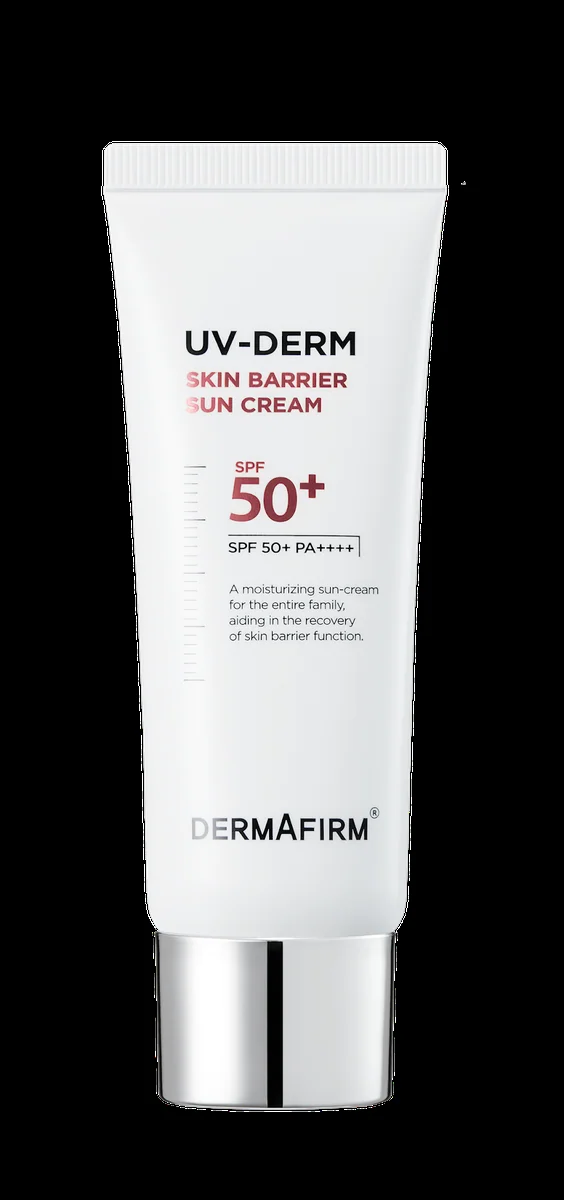 UV-DERM
SKIN BARRIER
SUN CREAM
SPF
50+
SPF 50+ PA++++
A moisturizing sun-cream
for the entire family,
aiding in the recovery
of skin barrier function.
DERMAFIRM®